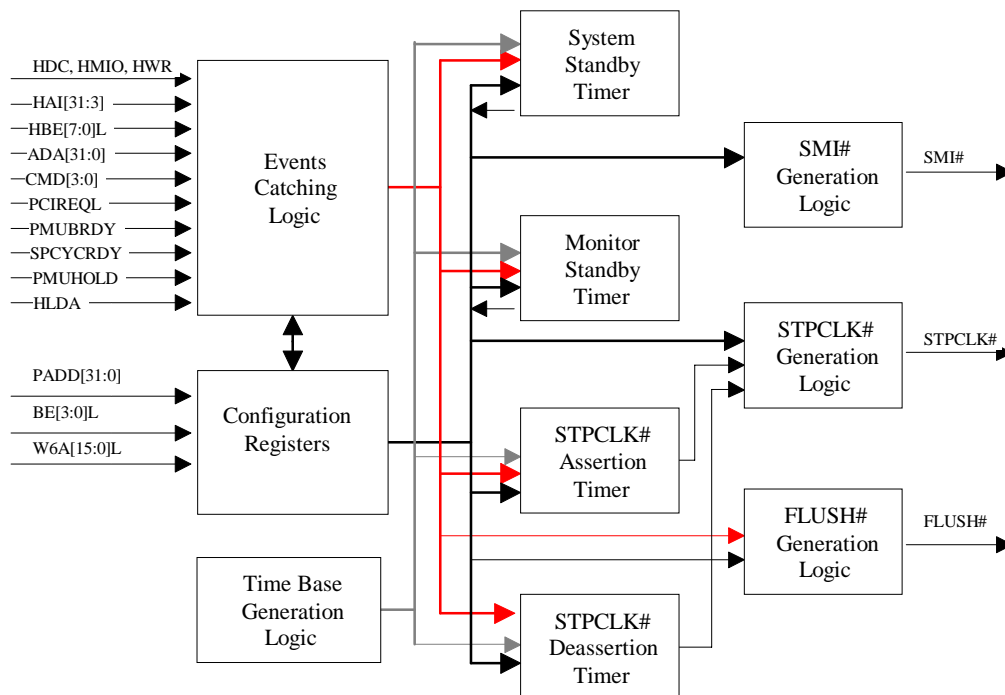 HDC, HMIO, HWR
HAI[31:3]
HBE[7:0]L
ADA[31:0]
CMD[3:0]
PCIREQL
PMUBRDY
SPCYCRDY
PMUHOLD
HLDA
Events
Catching
Logic
PADD[31:0]
BE[3:0]L
W6A[15:0]L
Configuration
Registers
Time Base
Generation
Logic
System
Standby
Timer
Monitor
Standby
Timer
STPCLK#
Assertion
Timer
STPCLK#
Deassertion
Timer
SMI#
Generation
Logic
SMI#
STPCLK#
Generation
Logic
STPCLK#
FLUSH#
Generation
Logic
FLUSH#